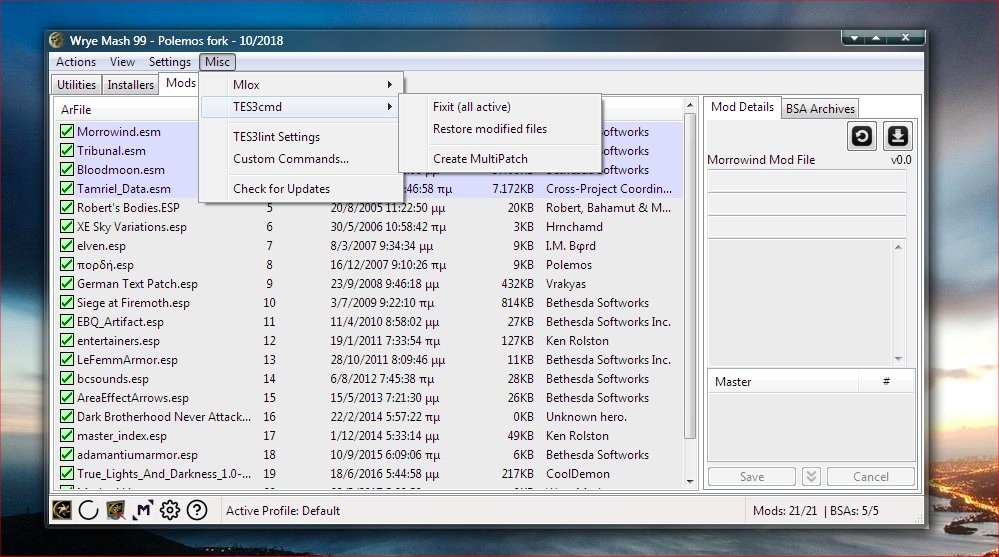 Wrye Mash 99 - Polemos fork - 10/2018
Actions View Settings Misc
Utilities Installers Mods
Mlox
TES3cmd
TES3lint Settings
Custom Commands...
Check for Updates
Fixit (all active)
Restore modified files
Create MultiPatch
ArFile
Morrowind.esm oftworks
Tribunal.esm oftworks
Bloodmoon.esm oftworks
Tamriel_Data.esm 46:58 πμ 7.172KB Cross-Project Coordin...
Robert's Bodies.ESP 5 20/8/2005 11:22:50 μμ 20KB Robert, Bahamut & M...
XE Sky Variations.esp 6 30/5/2006 10:58:42 πμ 3KB Hrnchamd
elven.esp 7 8/3/2007 9:34:34 μμ 9KB I.M. Bφrd
πορδή.esp 8 16/12/2007 9:10:26 πμ 9KB Polemos
German Text Patch.esp 9 23/9/2008 9:46:18 μμ 432KB Vrakyas
Siege at Firemoth.esp 10 3/7/2009 9:22:10 πμ 814KB Bethesda Softworks
EBQ_Artifact.esp 11 11/4/2010 8:58:02 μμ 27KB Bethesda Softworks Inc.
entertainers.esp 12 19/1/2011 7:33:54 πμ 127KB Ken Rolston
LeFemmArmor.esp 13 28/10/2011 8:09:46 μμ 11KB Bethesda Softworks Inc.
bcsounds.esp 14 6/8/2012 7:45:38 πμ 28KB Bethesda Softworks
AreaEffectArrows.esp 15 15/5/2013 7:21:30 μμ 26KB Bethesda Softworks
Dark Brotherhood Never Attack... 16 22/2/2014 5:57:22 πμ 0KB Unknown hero.
master_index.esp 17 1/12/2014 5:33:14 μμ 49KB Ken Rolston
adamantiumarmor.esp 18 10/9/2015 6:09:06 πμ 6KB Bethesda Softworks
True_Lights_And_Darkness_1.0-... 19 18/6/2016 5:44:58 μμ 217KB CoolDemon
Mod Details BSA Archives
Morrowind Mod File v0.0
Master #
Save Cancel
Active Profile: Default
Mods: 21/21 | BSAs: 5/5